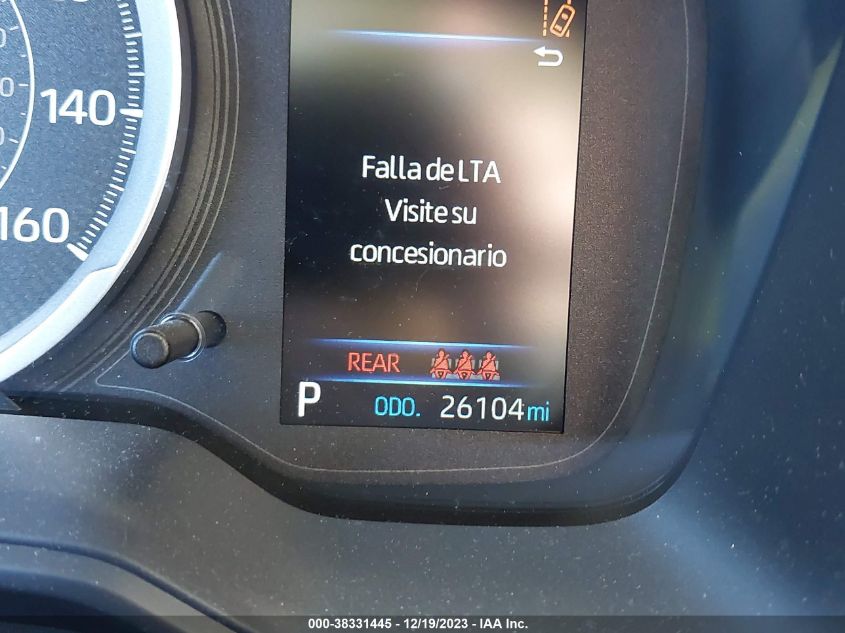 140
160
Falla de LTA
Visite su
concesionario
REAR
P ODO. 26104 mi
000-38331445 - 12/19/2023 - IAA Inc.